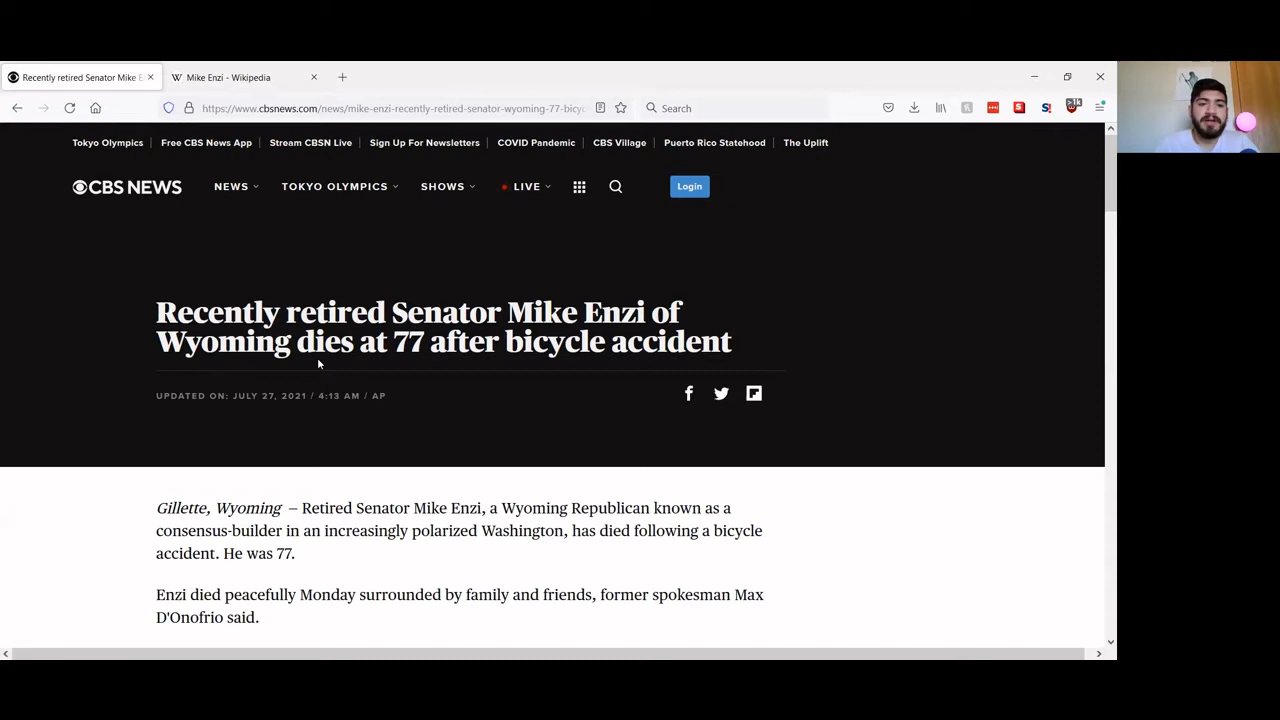 Recently retired Senator Mike E
Mike Enzi - Wikipedia
https://www.cbsnews.com/news/mike-enzi-recently-retired-senator-wyoming-77-bicyc
Search
>1k
Tokyo Olympics
Free CBS News App
Stream CBSN Live
Sign Up For Newsletters
COVID Pandemic
CBS Village
Puerto Rico Statehood
The Uplift
CBS NEWS
NEWS
TOKYO OLYMPICS
SHOWS
LIVE
Login
Recently retired Senator Mike Enzi of
Wyoming dies at 77 after bicycle accident
UPDATED ON: JULY 27, 2021 / 4:13 AM / AP
Gillette, Wyoming – Retired Senator Mike Enzi, a Wyoming Republican known as a
consensus-builder in an increasingly polarized Washington, has died following a bicycle
accident. He was 77.
Enzi died peacefully Monday surrounded by family and friends, former spokesman Max
D'Onofrio said.